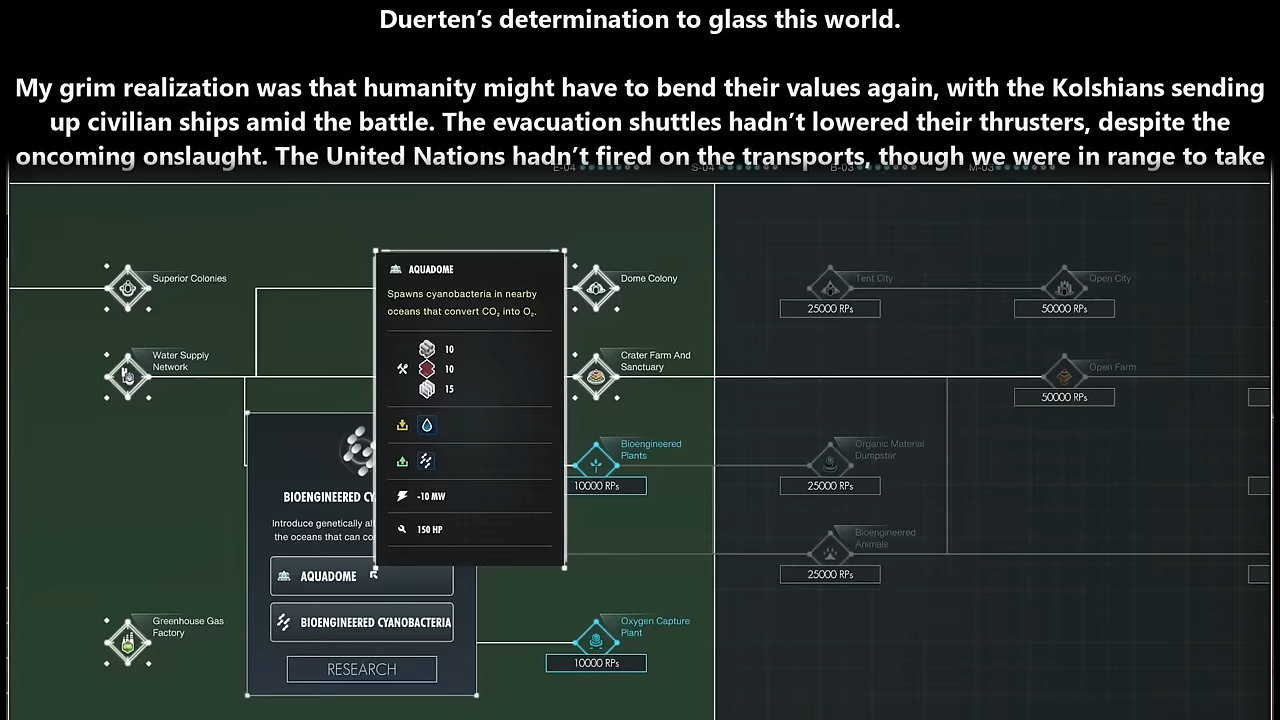 Duerten’s determination to glass this world.
My grim realization was that humanity might have to bend their values again, with the Kolshians sending
up civilian ships amid the battle. The evacuation shuttles hadn’t lowered their thrusters, despite the
oncoming onslaught. The United Nations hadn’t fired on the transports, though we were in range to take
E-04
S-04
B-03
M-03
Superior Colonies
AQUADOME
Spawns cyanobacteria in nearby
oceans that convert CO₂ into O₂.
10
10
15
-10 MW
150 HP
Dome Colony
Tent City
25000 RPs
Open City
50000 RPs
Water Supply
Network
Crater Farm And
Sanctuary
Open Farm
50000 RPs
Bioengineered
Plants
10000 RPs
Organic Material
Dumpster
25000 RPs
BIOENGINEERED CY
Introduce genetically al
the oceans that can co
AQUADOME
BIOENGINEERED CYANOBACTERIA
RESEARCH
Bioengineered
Animals
25000 RPs
Greenhouse Gas
Factory
Oxygen Capture
Plant
10000 RPs